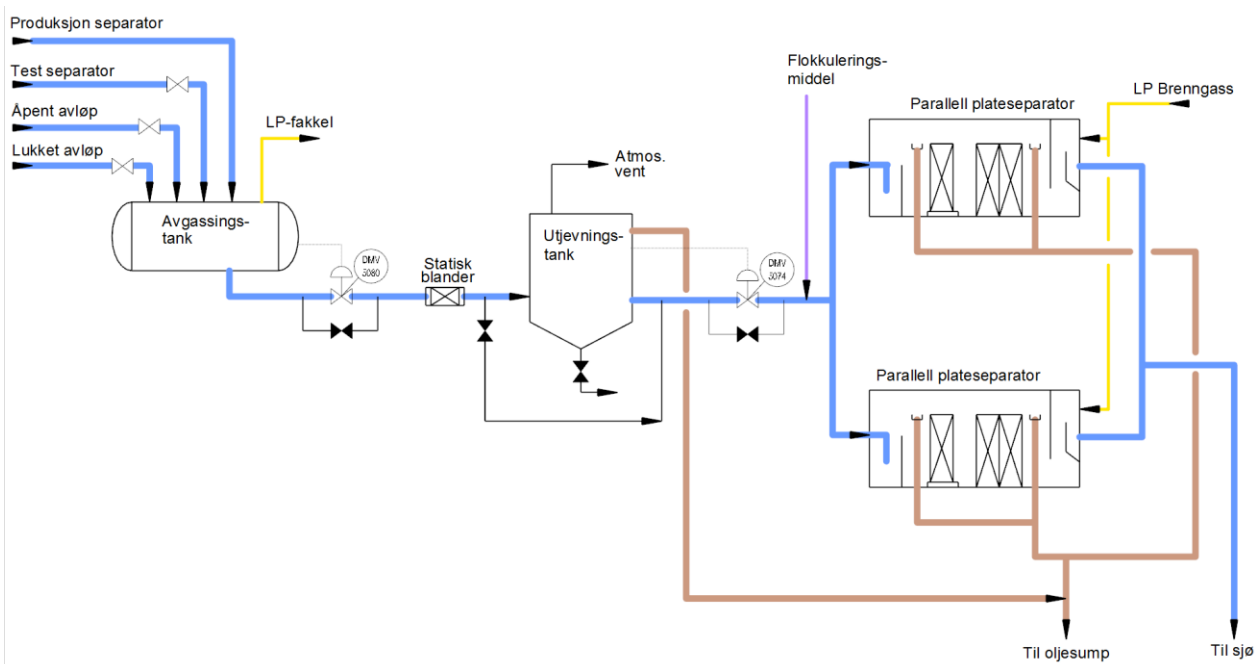 Produksjon separator
Test separator
Åpent avløp
Lukket avløp
LP-fakkel
Avgassings-
tank
DMV
5080
Statisk
blander
Atmos.
vent
Utjevnings-
tank
DMV
5074
Flokkulerings-
middel
Parallell plateseparator
LP Brenngass
Parallell plateseparator
Til oljesump
Til sjø